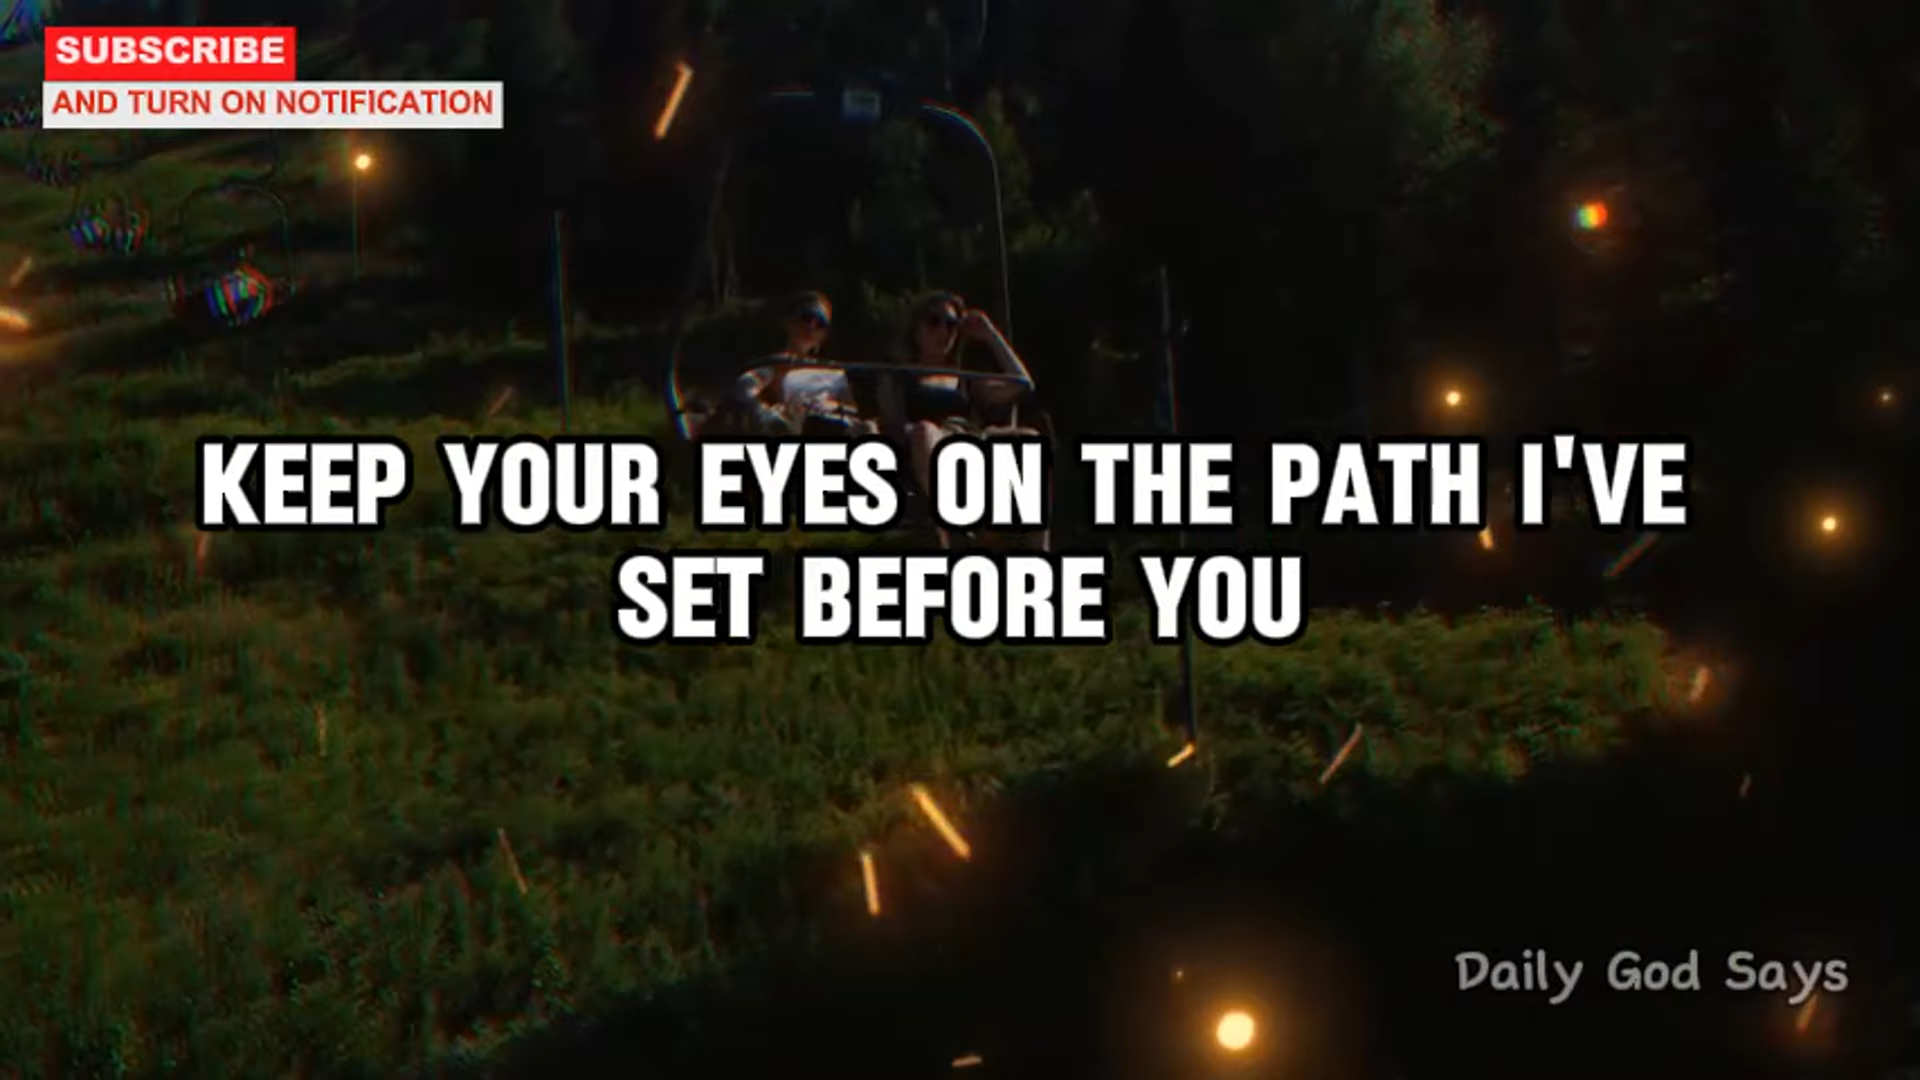 SUBSCRIBE
AND TURN ON NOTIFICATION
KEEP YOUR EYES ON THE PATH I'VE
SET BEFORE YOU
Daily God Says